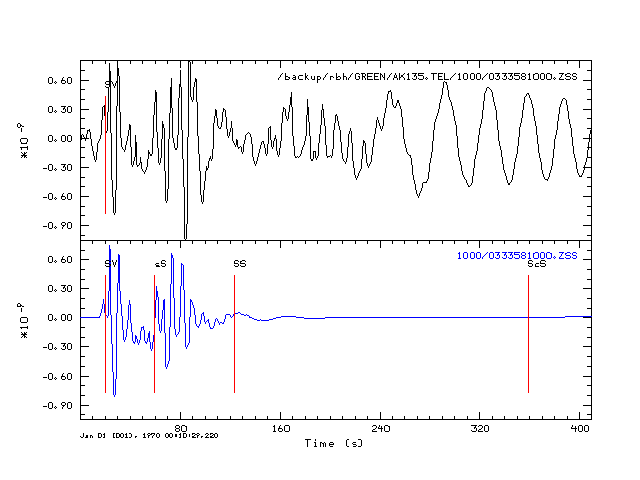 /backup/rbh/GREEN/AK135.TEL/1000/0333581000.ZSS
SV
0.60
0.30
0.00
-0.30
-0.60
-0.90
*10 -9
1000/0333581000.ZSS
SV sS SS ScS
0.60
0.30
0.00
-0.30
-0.60
-0.90
*10 -9
80 160 240 320 400
Jan 01 (001), 1970 00:10:29.220
Time (s)